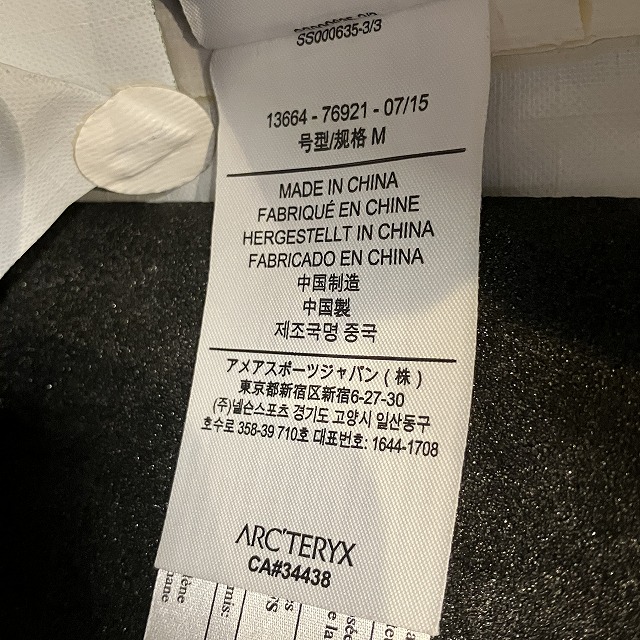 SS000635-3/3
13664 - 76921 - 07/15
号型/规格 M
MADE IN CHINA
FABRIQUÉ EN CHINE
HERGESTELLT IN CHINA
FABRICADO EN CHINA
中国制造
中国製
제조국명 중국
アメアスポーツジャパン(株)
東京都新宿区新宿6-27-30
(주)넬슨스포츠 경기도 고양시 일산동구
호수로 358-39 710호 대표번호: 1644-1708
ARC'TERYX
CA#34438